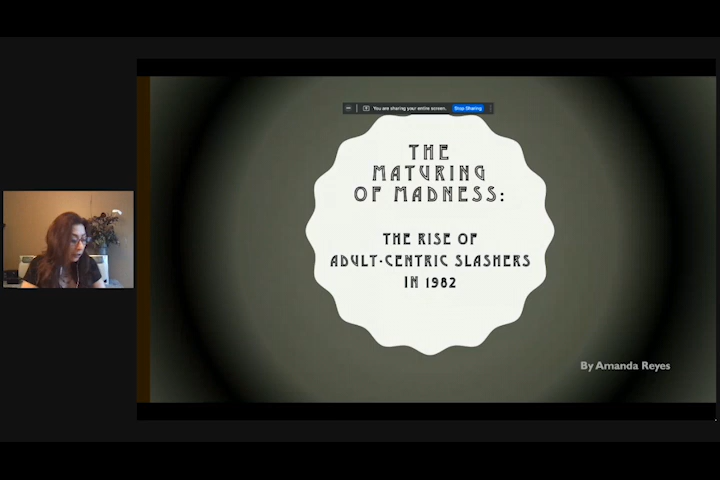 You are sharing your entire screen. Stop Sharing
THE
MATURING
OF MADNESS:
THE RISE OF
ADULT-CENTRIC SLASHERS
IN 1982
By Amanda Reyes